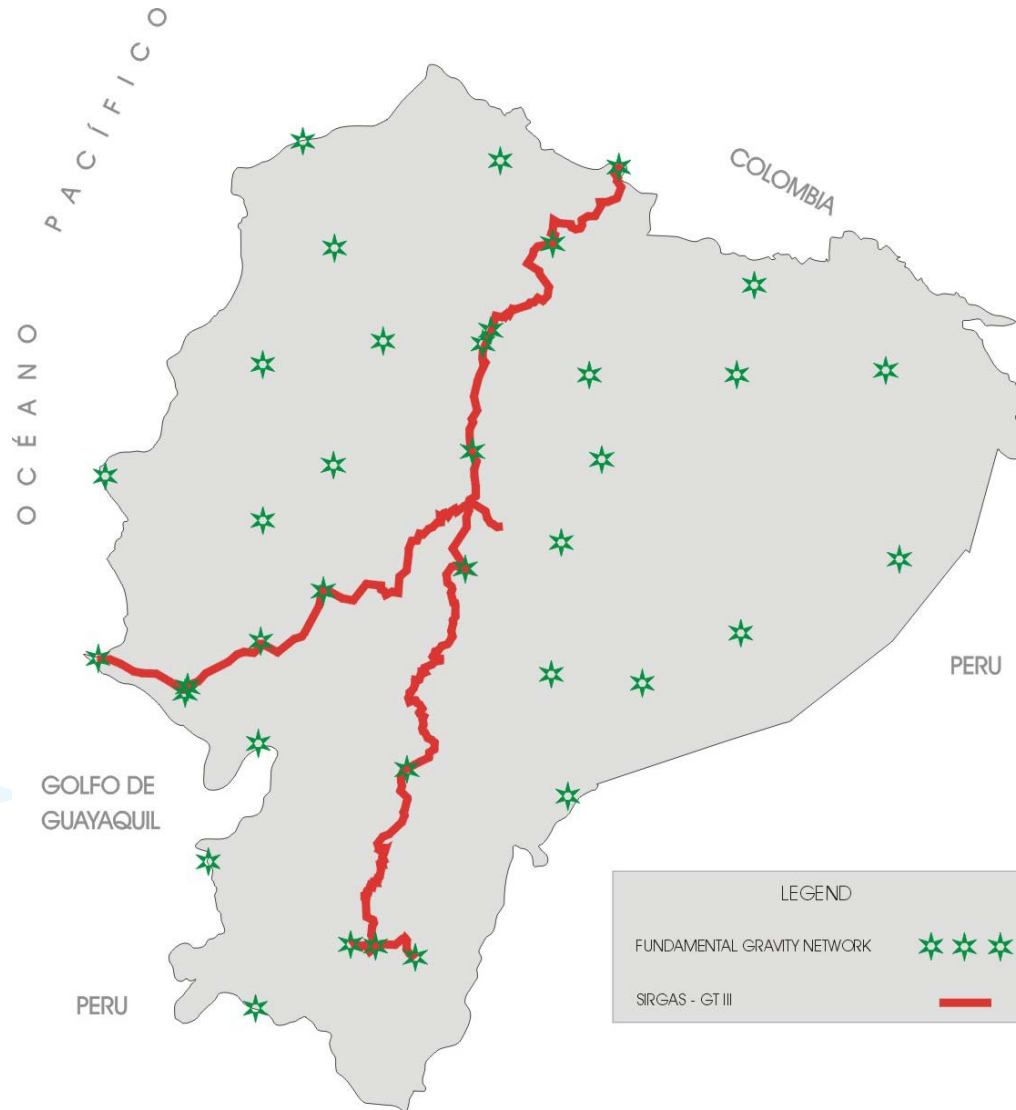 OCÉANO PACÍFICO
COLOMBIA
PERU
GOLFO DE
GUAYAQUIL
PERU
LEGEND
FUNDAMENTAL GRAVITY NETWORK
SIRGAS - GT III